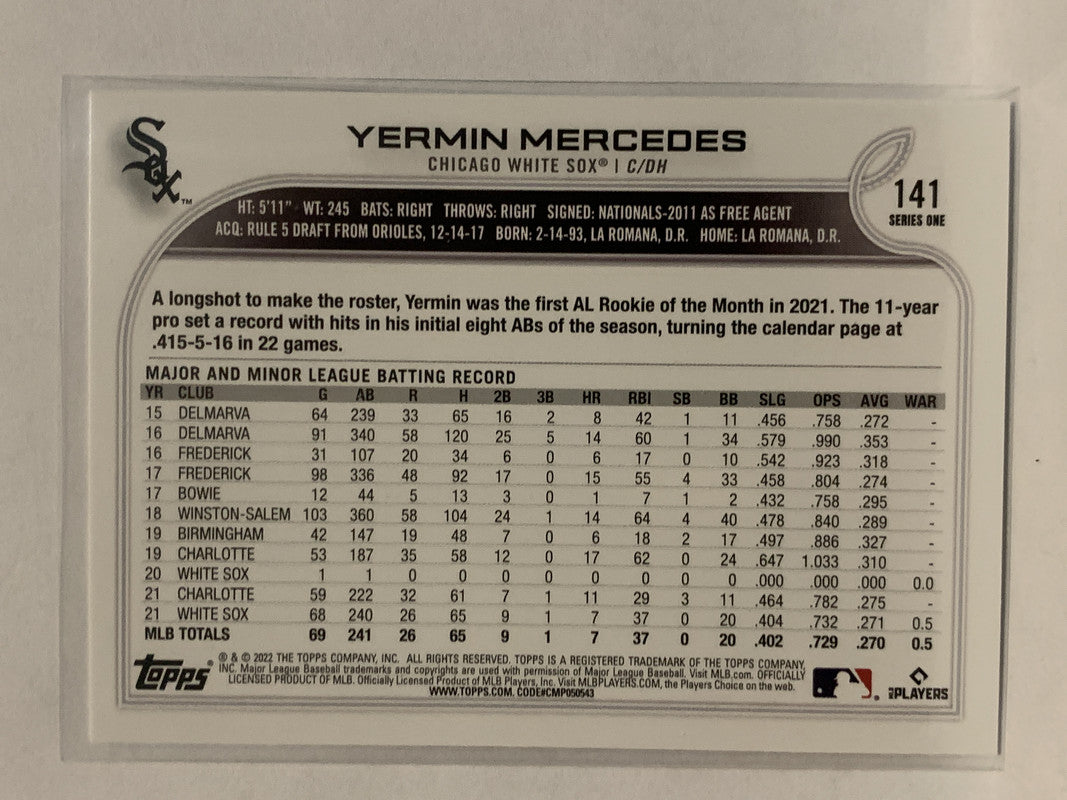 Sox™
YERMIN MERCEDES
CHICAGO WHITE SOX® | C/DH
141
SERIES ONE
HT: 5'11" WT: 245 BATS: RIGHT THROWS: RIGHT SIGNED: NATIONALS-2011 AS FREE AGENT
ACQ: RULE 5 DRAFT FROM ORIOLES, 12-14-17 BORN: 2-14-93, LA ROMANA, D.R. HOME: LA ROMANA, D.R.
A longshot to make the roster, Yermin was the first AL Rookie of the Month in 2021. The 11-year
pro set a record with hits in his initial eight ABs of the season, turning the calendar page at
.415-5-16 in 22 games.
MAJOR AND MINOR LEAGUE BATTING RECORD
YR CLUB G AB R H 2B 3B HR RBI SB BB SLG OPS AVG WAR
15 DELMARVA 64 239 33 65 16 2 8 42 1 11 .456 .758 .272 -
16 DELMARVA 91 340 58 120 25 5 14 60 1 34 .579 .990 .353 -
16 FREDERICK 31 107 20 34 6 0 6 17 0 10 .542 .923 .318 -
17 FREDERICK 98 336 48 92 17 0 15 55 4 33 .458 .804 .274 -
17 BOWIE 12 44 5 13 3 0 1 7 1 2 .432 .758 .295 -
18 WINSTON-SALEM 103 360 58 104 24 1 14 64 4 40 .478 .840 .289 -
19 BIRMINGHAM 42 147 19 48 7 0 6 18 2 17 .497 .886 .327 -
19 CHARLOTTE 53 187 35 58 12 0 17 62 0 24 .647 1.033 .310 -
20 WHITE SOX 1 1 0 0 0 0 0 0 0 0 .000 .000 .000 0.0
21 CHARLOTTE 59 222 32 61 7 1 11 29 3 11 .464 .782 .275 -
21 WHITE SOX 68 240 26 65 9 1 7 37 0 20 .404 .732 .271 0.5
MLB TOTALS 69 241 26 65 9 1 7 37 0 20 .402 .729 .270 0.5
Topps®
® & © 2022 THE TOPPS COMPANY, INC. ALL RIGHTS RESERVED. TOPPS IS A REGISTERED TRADEMARK OF THE TOPPS COMPANY,
INC. Major League Baseball trademarks and copyrights are used with permission of Major League Baseball. Visit MLB.com. OFFICIALLY
LICENSED PRODUCT OF MLB. Officially Licensed Product of MLB Players, Inc. Visit MLBPLAYERS.COM, the Players Choice on the web.
WWW.TOPPS.COM. CODE#CMP050543
PLAYERS